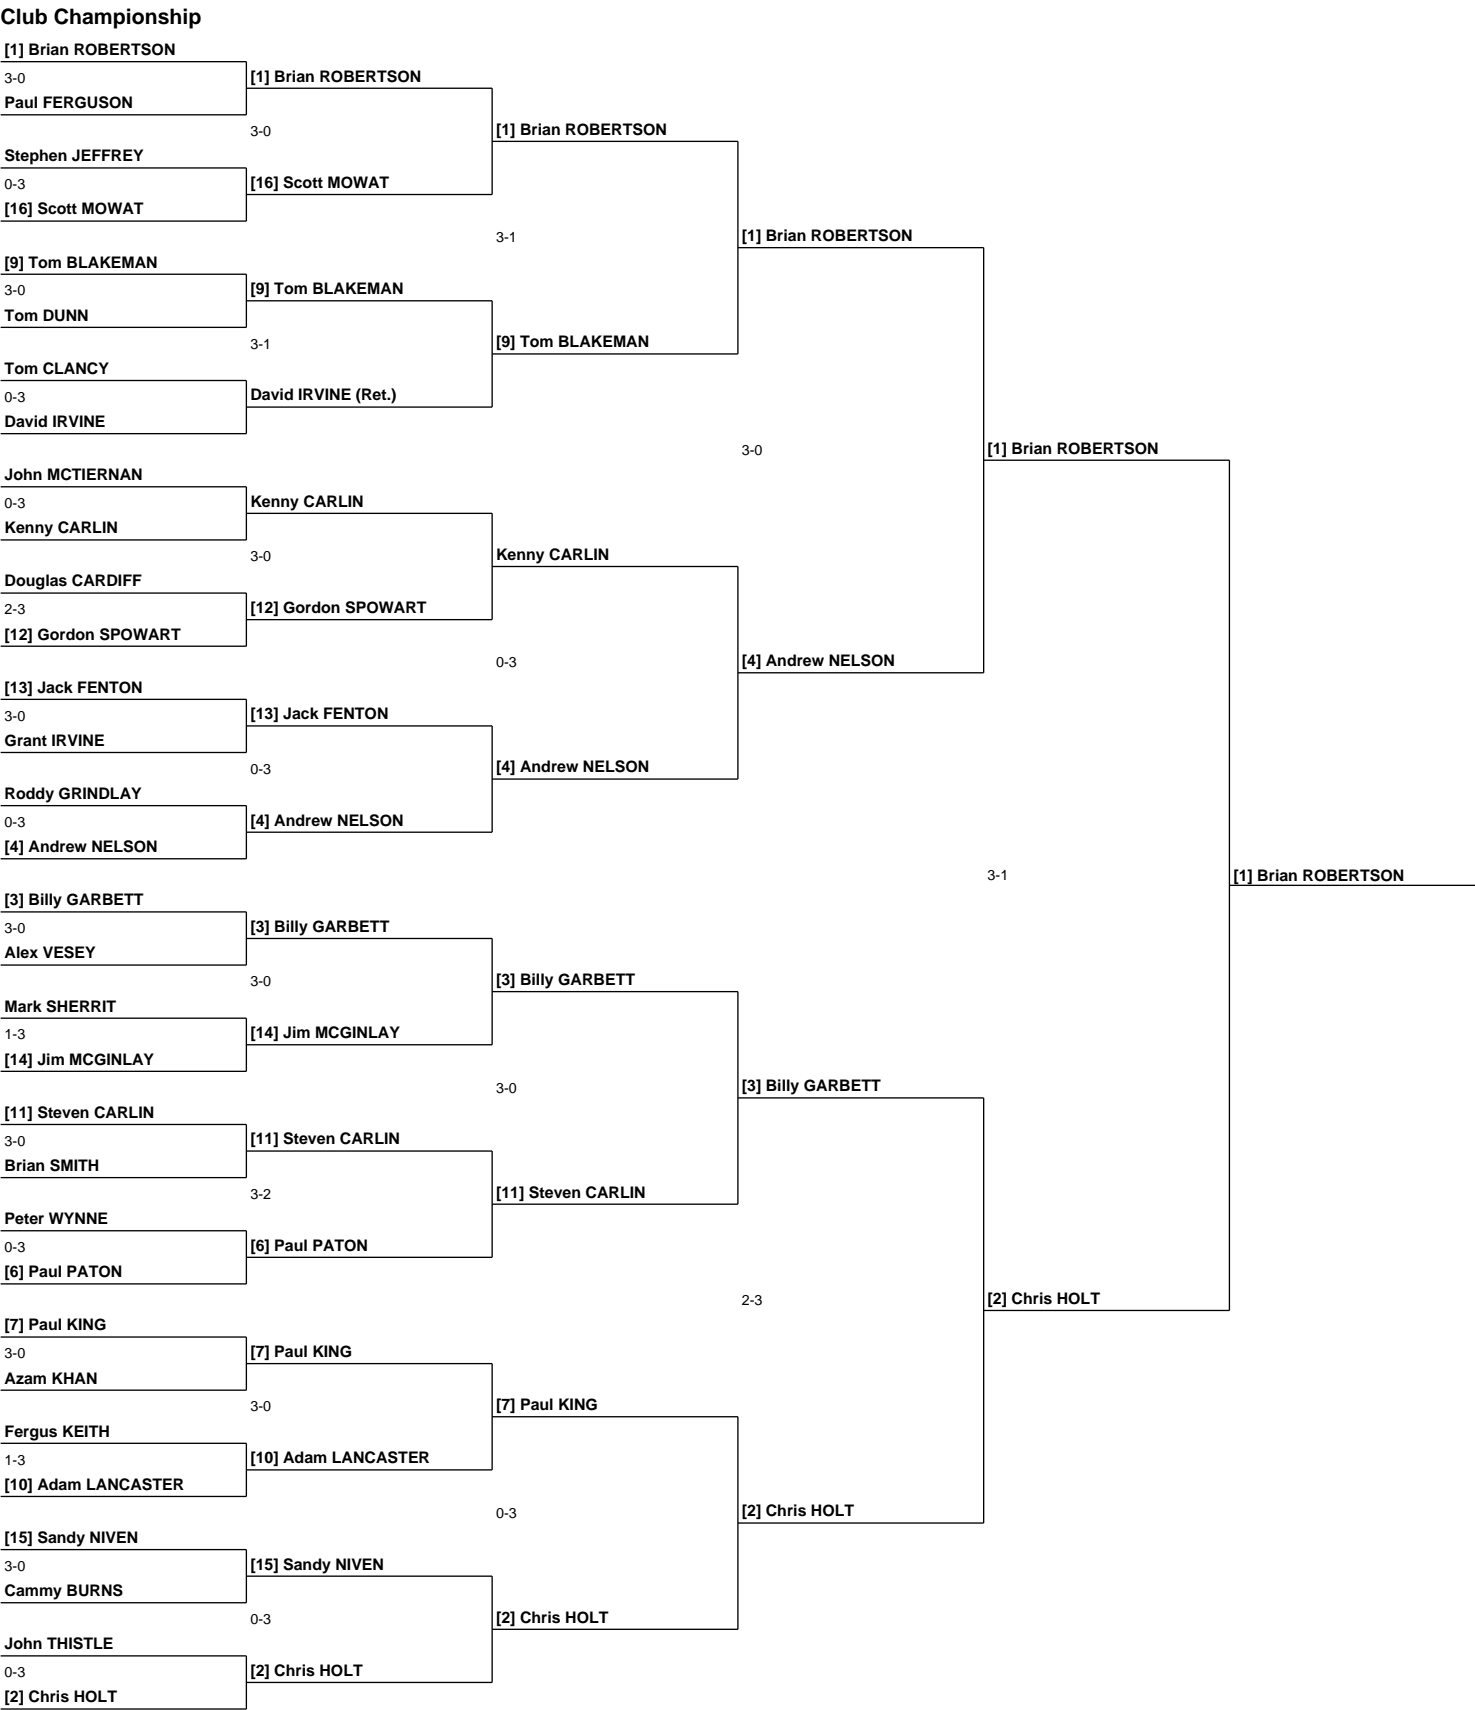 Club Championship
[1] Brian ROBERTSON
3-0
[1] Brian ROBERTSON
Paul FERGUSON
3-0
[1] Brian ROBERTSON
Stephen JEFFREY
0-3
[16] Scott MOWAT
[16] Scott MOWAT
3-1
[1] Brian ROBERTSON
[9] Tom BLAKEMAN
3-0
[9] Tom BLAKEMAN
Tom DUNN
3-1
[9] Tom BLAKEMAN
Tom CLANCY
0-3
David IRVINE (Ret.)
David IRVINE
3-0
[1] Brian ROBERTSON
John MCTIERNAN
0-3
Kenny CARLIN
Kenny CARLIN
3-0
Kenny CARLIN
Douglas CARDIFF
2-3
[12] Gordon SPOWART
[12] Gordon SPOWART
0-3
[4] Andrew NELSON
[13] Jack FENTON
3-0
[13] Jack FENTON
Grant IRVINE
0-3
[4] Andrew NELSON
Roddy GRINDLAY
0-3
[4] Andrew NELSON
[4] Andrew NELSON
3-1
[1] Brian ROBERTSON
[3] Billy GARBETT
3-0
[3] Billy GARBETT
Alex VESEY
3-0
[3] Billy GARBETT
Mark SHERRIT
1-3
[14] Jim MCGINLAY
[14] Jim MCGINLAY
3-0
[3] Billy GARBETT
[11] Steven CARLIN
3-0
[11] Steven CARLIN
Brian SMITH
3-2
[11] Steven CARLIN
Peter WYNNE
0-3
[6] Paul PATON
[6] Paul PATON
2-3
[2] Chris HOLT
[7] Paul KING
3-0
[7] Paul KING
Azam KHAN
3-0
[7] Paul KING
Fergus KEITH
1-3
[10] Adam LANCASTER
[10] Adam LANCASTER
0-3
[2] Chris HOLT
[15] Sandy NIVEN
3-0
[15] Sandy NIVEN
Cammy BURNS
0-3
[2] Chris HOLT
John THISTLE
0-3
[2] Chris HOLT
[2] Chris HOLT